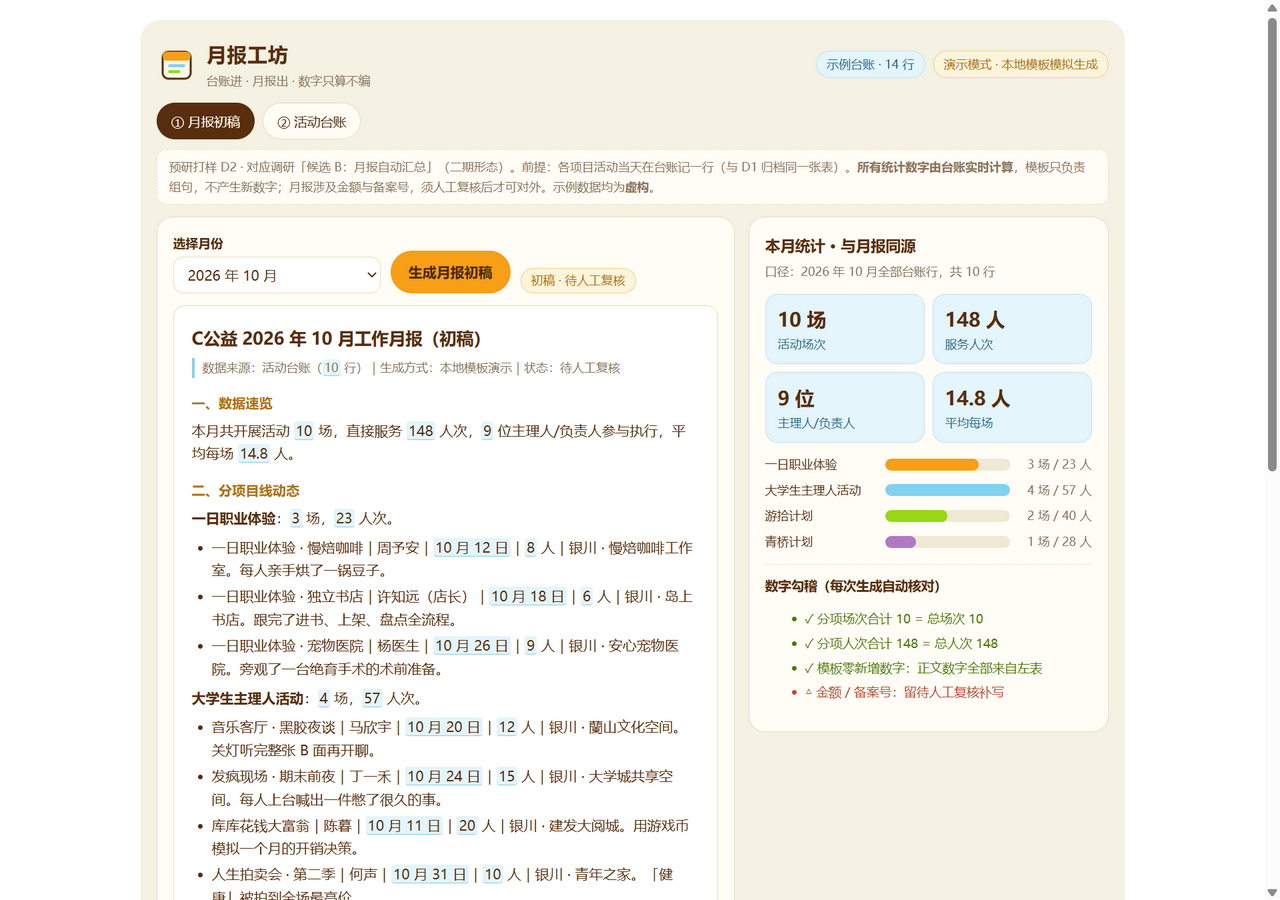 月报工坊
台账进 · 月报出 · 数字只算不编
示例台账 · 14 行
演示模式 · 本地模板模拟生成
① 月报初稿
② 活动台账
预研打样 D2 · 对应调研「候选 B：月报自动汇总」（二期形态）。前提：各项目活动当天在台账记一行（与 D1 归档同一张表）。所有统计数字由台账实时计算，模板只负责
组句，不产生新数字；月报涉及金额与备案号，须人工复核后才可对外。示例数据均为虚构。
选择月份
2026 年 10 月
生成月报初稿
初稿 · 待人工复核
C公益 2026 年 10 月工作月报（初稿）
数据来源：活动台账（10 行）｜生成方式：本地模板演示｜状态：待人工复核
一、数据速览
本月共开展活动 10 场，直接服务 148 人次，9 位主理人/负责人参与执行，平
均每场 14.8 人。
二、分项目线动态
一日职业体验：3 场，23 人次。
一日职业体验 · 慢焙咖啡｜周予安｜10 月 12 日｜8 人｜银川 · 慢焙咖啡工作
室。每人亲手烘了一锅豆子。
一日职业体验 · 独立书店｜许知远（店长）｜10 月 18 日｜6 人｜银川 · 岛上
书店。跟完了进书、上架、盘点全流程。
一日职业体验 · 宠物医院｜杨医生｜10 月 26 日｜9 人｜银川 · 安心宠物医
院。旁观了一台绝育手术的术前准备。
大学生主理人活动：4 场，57 人次。
音乐客厅 · 黑胶夜谈｜马欣宇｜10 月 20 日｜12 人｜银川 · 蘭山文化空间。
关灯听完整张 B 面再开聊。
发疯现场 · 期末前夜｜丁一禾｜10 月 24 日｜15 人｜银川 · 大学城共享空
间。每人上台喊出一件憋了很久的事。
库库花钱大富翁｜陈暮｜10 月 11 日｜20 人｜银川 · 建发大阅城。用游戏币
模拟一个月的开销决策。
人生拍卖会 · 第二季｜何声｜10 月 31 日｜10 人｜银川 · 青年之家。「健
康」被拍到全场最高价。
本月统计 · 与月报同源
口径：2026 年 10 月全部台账行，共 10 行
10 场
活动场次
148 人
服务人次
9 位
主理人/负责人
14.8 人
平均每场
一日职业体验 3 场 / 23 人
大学生主理人活动 4 场 / 57 人
游拾计划 2 场 / 40 人
青桥计划 1 场 / 28 人
数字勾稽（每次生成自动核对）
✓ 分项场次合计 10 = 总场次 10
✓ 分项人次合计 148 = 总人次 148
✓ 模板零新增数字：正文数字全部来自左表
△ 金额 / 备案号：留待人工复核补写